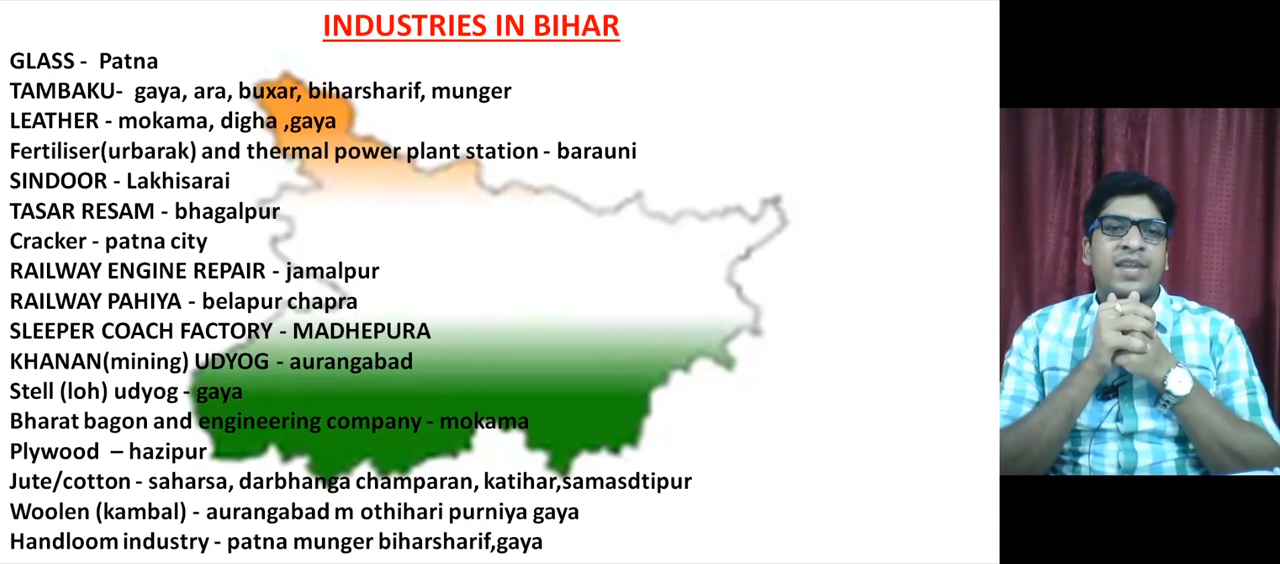 INDUSTRIES IN BIHAR
GLASS - Patna
TAMBAKU- gaya, ara, buxar, biharsharif, munger
LEATHER - mokama, digha ,gaya
Fertiliser(urbarak) and thermal power plant station - barauni
SINDOOR - Lakhisarai
TASAR RESAM - bhagalpur
Cracker - patna city
RAILWAY ENGINE REPAIR - jamalpur
RAILWAY PAHIYA - belapur chapra
SLEEPER COACH FACTORY - MADHEPURA
KHANAN(mining) UDYOG - aurangabad
Stell (loh) udyog - gaya
Bharat bagon and engineering company - mokama
Plywood – hazipur
Jute/cotton - saharsa, darbhanga champaran, katihar,samasdtipur
Woolen (kambal) - aurangabad m othihari purniya gaya
Handloom industry - patna munger biharsharif,gaya